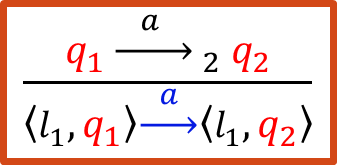 a
q₁ ⟶ ₂ q₂
a
⟨l₁, q₁⟩ ⟶ ⟨l₁, q₂⟩